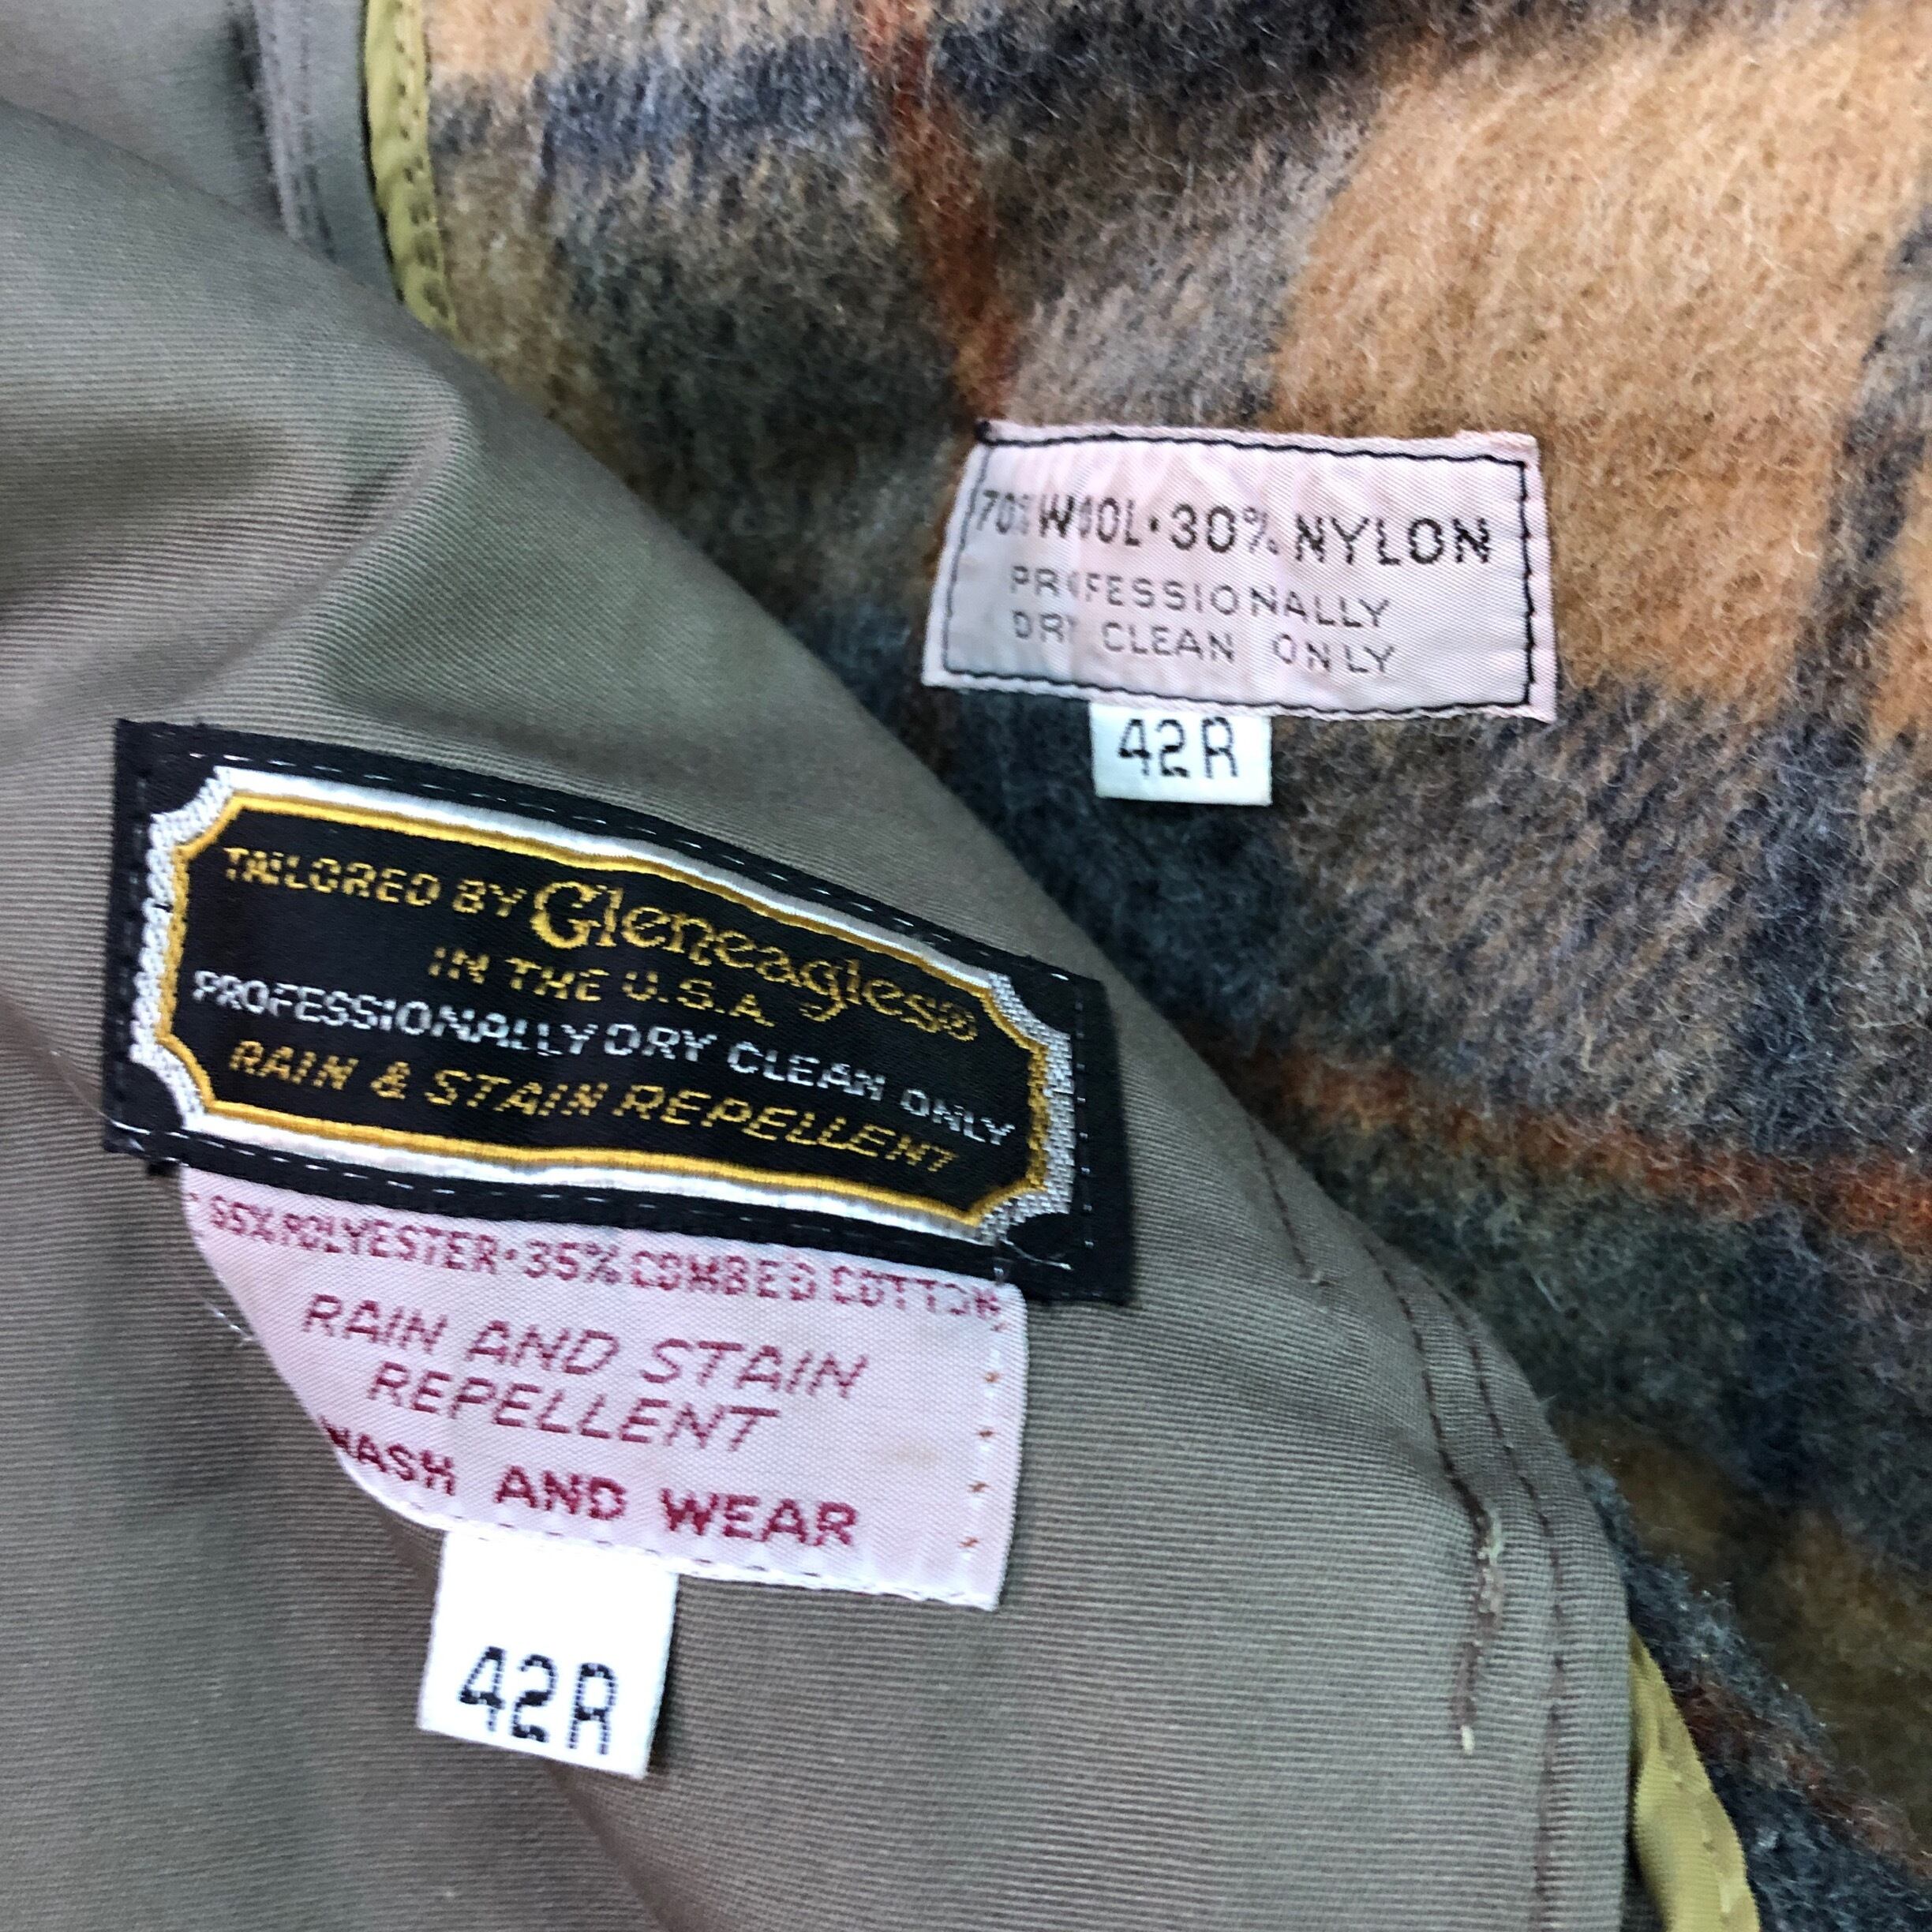 70% WOOL • 30% NYLON
PROFESSIONALLY
DRY CLEAN ONLY
42R
TAILORED BY Gleneagles®
IN THE U.S.A.
PROFESSIONALLY DRY CLEAN ONLY
RAIN & STAIN REPELLENT
65% POLYESTER • 35% COMBED COTTON
RAIN AND STAIN
REPELLENT
WASH AND WEAR
42R